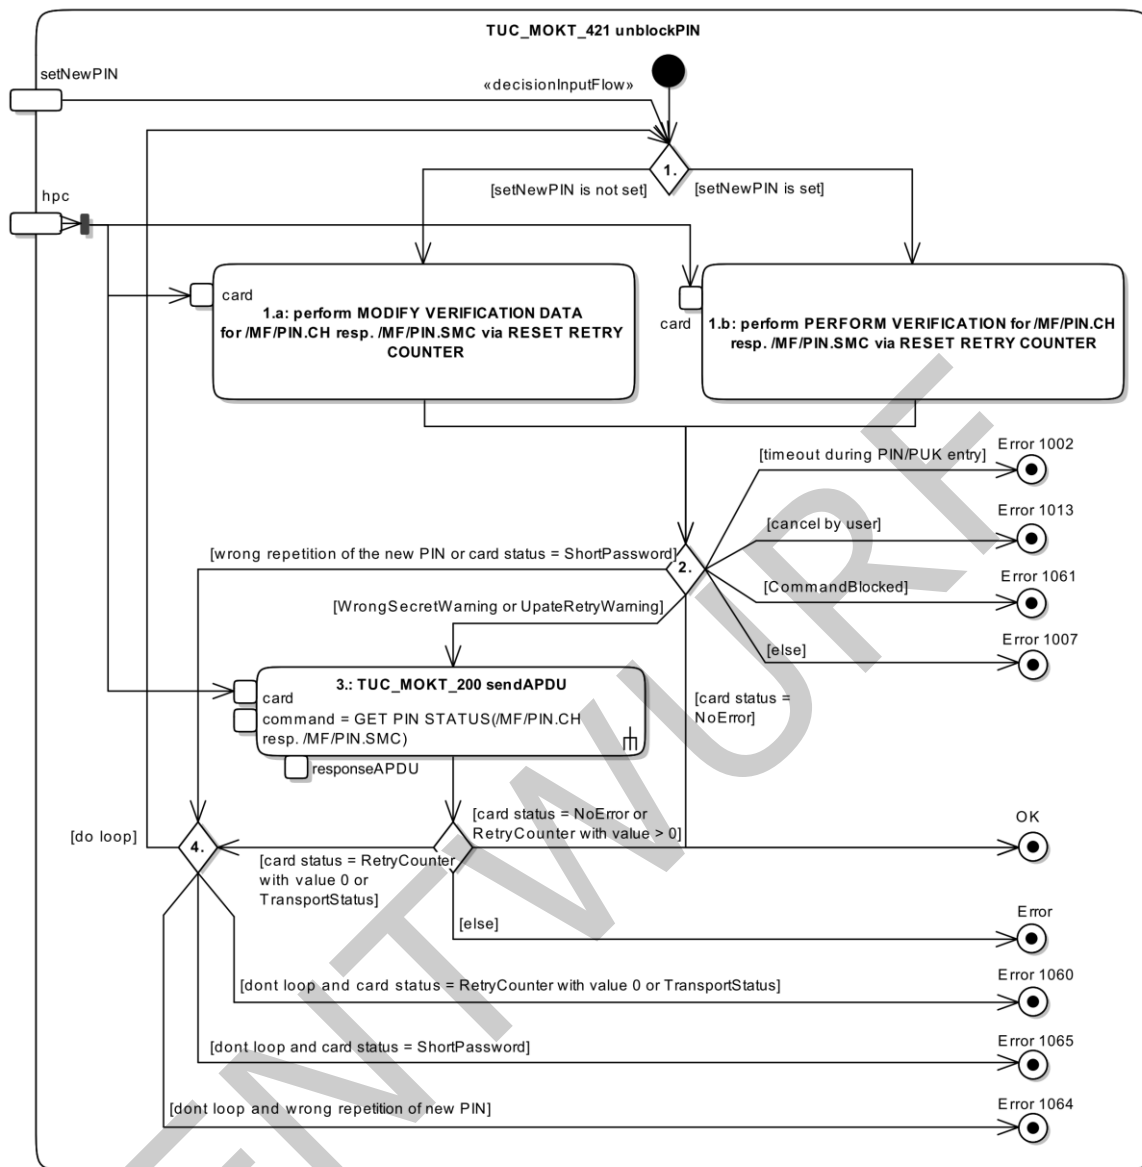 TUC_MOKT_421 unblockPIN
setNewPIN
«decisionInputFlow»
1.
[setNewPIN is not set]
[setNewPIN is set]
hpc
card
1.a: perform MODIFY VERIFICATION DATA
for /MF/PIN.CH resp. /MF/PIN.SMC via RESET RETRY
COUNTER
card
1.b: perform PERFORM VERIFICATION for /MF/PIN.CH
resp. /MF/PIN.SMC via RESET RETRY COUNTER
Error 1002
[timeout during PIN/PUK entry]
Error 1013
[cancel by user]
[wrong repetition of the new PIN or card status = ShortPassword]
2.
Error 1061
[CommandBlocked]
[WrongSecretWarning or UpateRetryWarning]
Error 1007
[else]
3.: TUC_MOKT_200 sendAPDU
card
command = GET PIN STATUS(/MF/PIN.CH
resp. /MF/PIN.SMC)
[card status =
NoError]
responseAPDU
[card status = NoError or
RetryCounter with value > 0]
OK
[do loop]
4.
[card status = RetryCounter
with value 0 or
TransportStatus]
Error
[else]
Error 1060
[dont loop and card status = RetryCounter with value 0 or TransportStatus]
Error 1065
[dont loop and card status = ShortPassword]
Error 1064
[dont loop and wrong repetition of new PIN]
ENTWURF